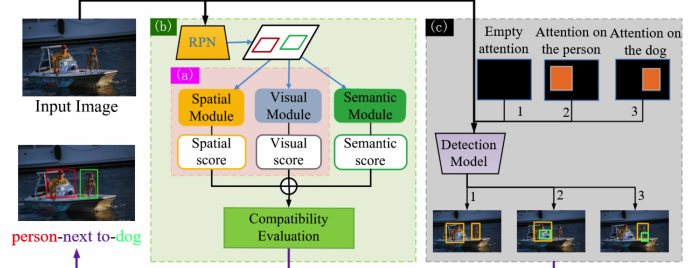 (b)
RPN
(a)
Spatial
Module
Visual
Module
Semantic
Module
Spatial
score
Visual
score
Semantic
score
Compatibility
Evaluation
Input Image
person-next to-dog
(c)
Empty
attention
Attention on
the person
Attention on
the dog
1
2
3
Detection
Model
1
2
3